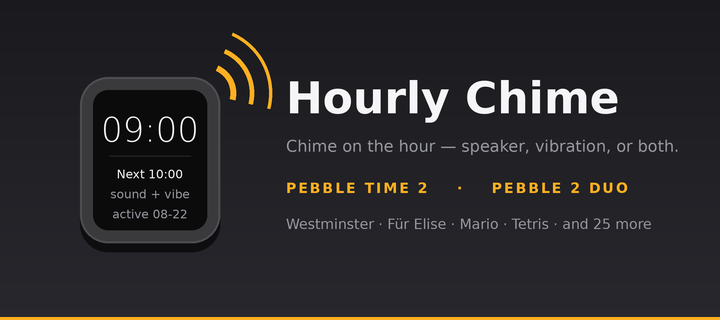 09:00
Next 10:00
sound + vibe
active 08-22
Hourly Chime
Chime on the hour — speaker, vibration, or both.
PEBBLE TIME 2 · PEBBLE 2 DUO
Westminster · Für Elise · Mario · Tetris · and 25 more